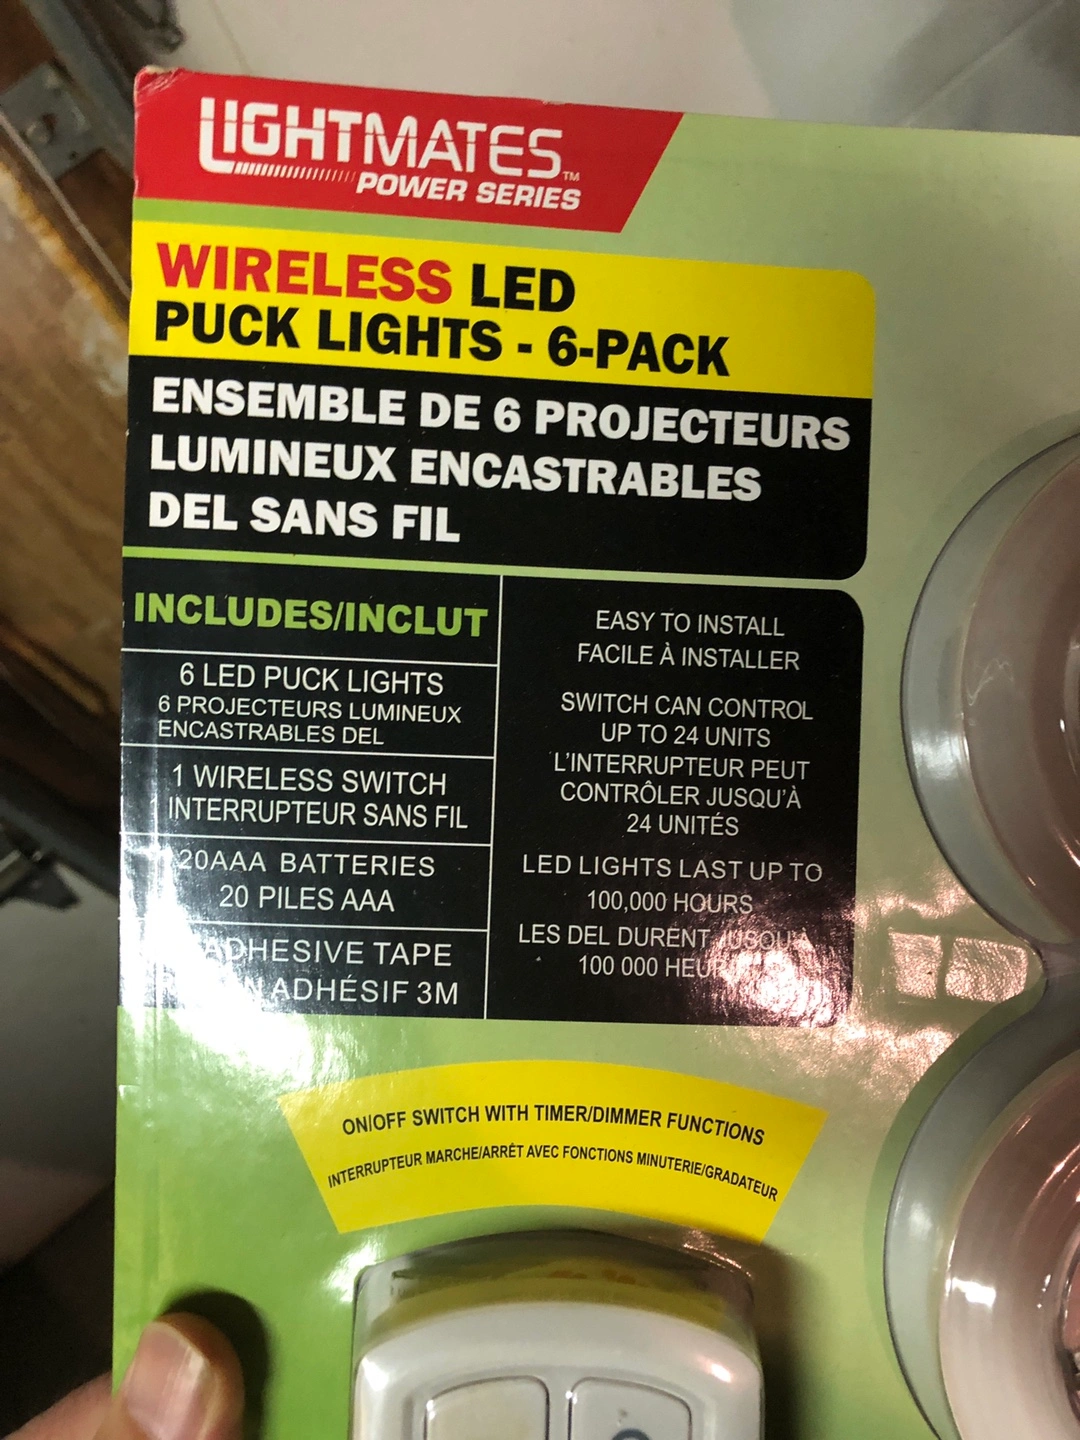 LIGHTMATES™
POWER SERIES
WIRELESS LED
PUCK LIGHTS - 6-PACK
ENSEMBLE DE 6 PROJECTEURS
LUMINEUX ENCASTRABLES
DEL SANS FIL
INCLUDES/INCLUT
6 LED PUCK LIGHTS
6 PROJECTEURS LUMINEUX
ENCASTRABLES DEL
1 WIRELESS SWITCH
1 INTERRUPTEUR SANS FIL
20AAA BATTERIES
20 PILES AAA
ADHESIVE TAPE
ADHÉSIF 3M
EASY TO INSTALL
FACILE À INSTALLER
SWITCH CAN CONTROL
UP TO 24 UNITS
L'INTERRUPTEUR PEUT
CONTRÔLER JUSQU'À
24 UNITÉS
LED LIGHTS LAST UP TO
100,000 HOURS
LES DEL DURENT JUSQU'À
100 000
ON/OFF SWITCH WITH TIMER/DIMMER FUNCTIONS
INTERRUPTEUR MARCHE/ARRÊT AVEC FONCTIONS MINUTERIE/GRADATEUR